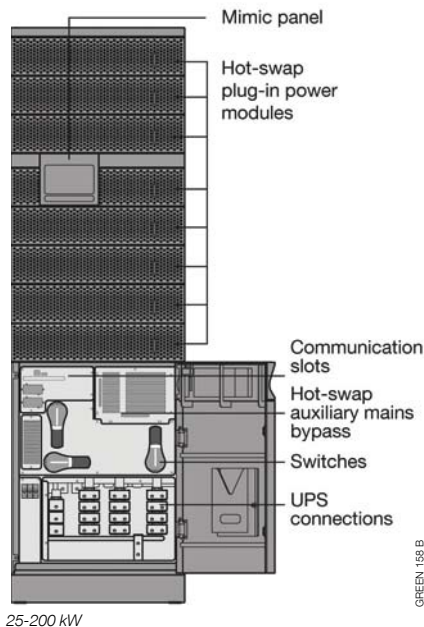 Mimic panel
Hot-swap
plug-in power
modules
Communication
slots
Hot-swap
auxiliary mains
bypass
Switches
UPS
connections
GREEN 158 B
25-200 kW